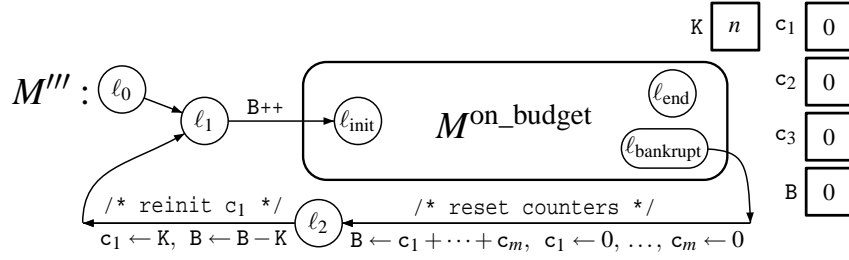 K n c₁ 0
M''' : ℓ₀ ℓ₁ B++ ℓinit M^on_budget ℓend c₂ 0
ℓbankrupt c₃ 0
B 0
/* reinit c₁ */ ℓ₂ /* reset counters */
c₁ ← K, B ← B − K B ← c₁ + ⋯ + cₘ, c₁ ← 0, …, cₘ ← 0